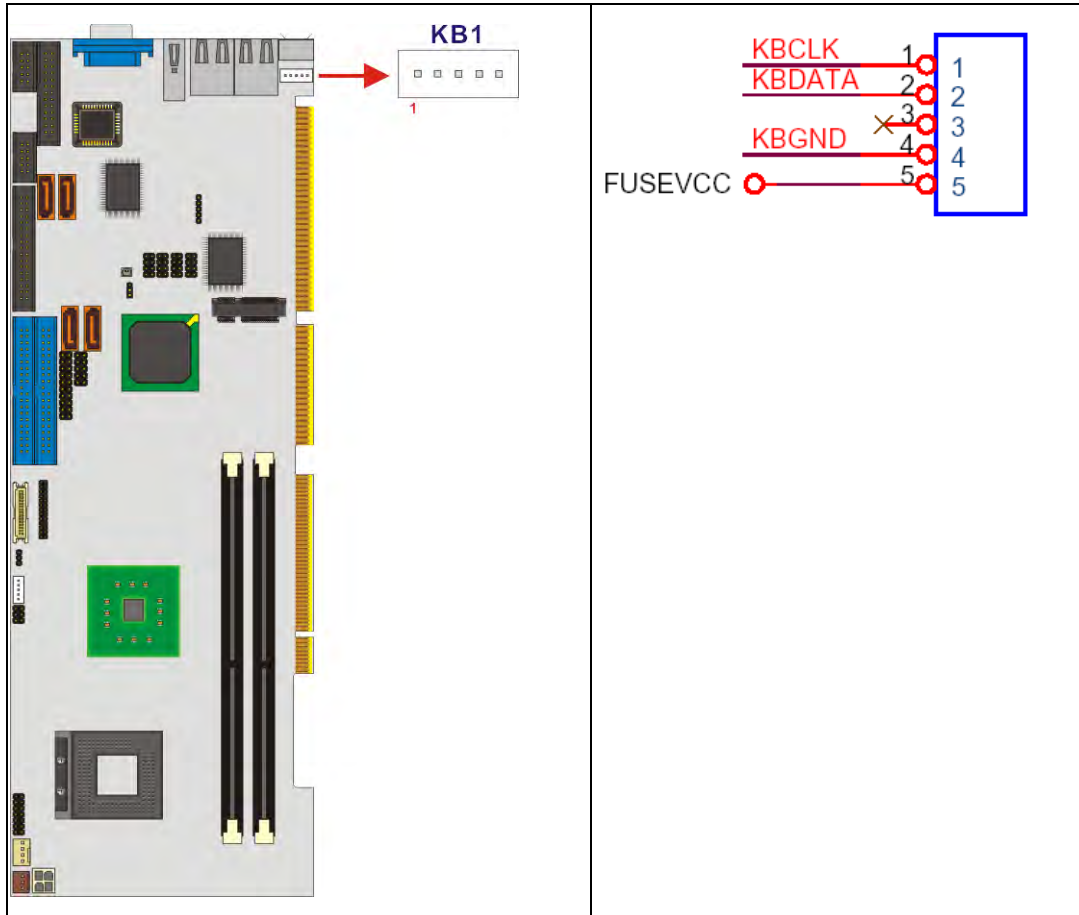 KB1
1
KBCLK 1 1
KBDATA 2 2
3 3
KBGND 4 4
FUSEVCC 5 5